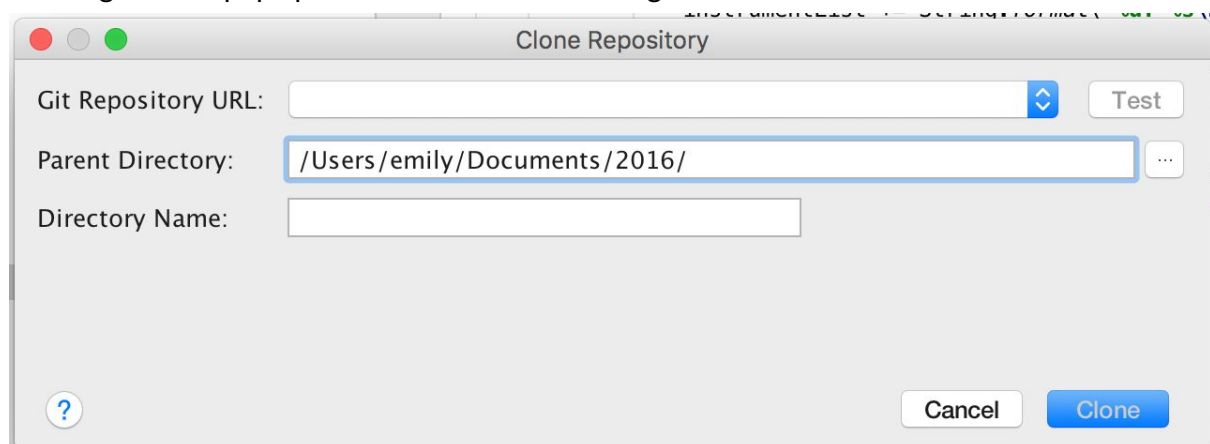 Clone Repository
Git Repository URL: Test
Parent Directory: /Users/emily/Documents/2016/ ...
Directory Name:
? Cancel Clone